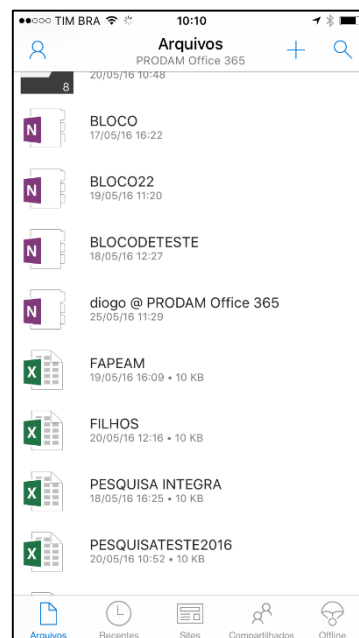 TIM BRA 10:10
Arquivos
PRODAM Office 365
20/05/16 10:48
8
BLOCO
17/05/16 16:22
BLOCO22
19/05/16 11:20
BLOCODETESTE
18/05/16 12:27
diogo @ PRODAM Office 365
25/05/16 11:29
FAPEAM
19/05/16 16:09 • 10 KB
FILHOS
20/05/16 12:16 • 10 KB
PESQUISA INTEGRA
18/05/16 16:25 • 10 KB
PESQUISATESTE2016
20/05/16 10:52 • 10 KB
Arquivos Recentes Sites Compartilhados Offline